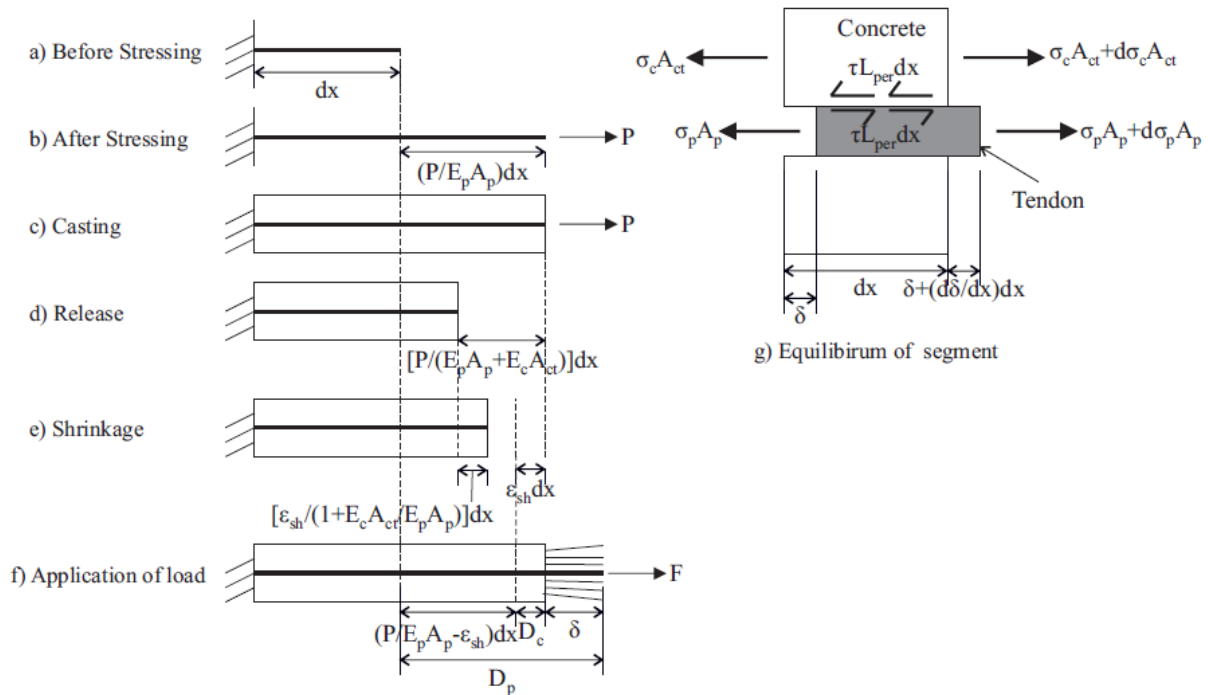 a) Before Stressing
dx
b) After Stressing
P
(P/E_pA_p)dx
c) Casting
P
d) Release
[P/(E_pA_p+E_cA_ct)]dx
e) Shrinkage
ε_shdx
[ε_sh/(1+E_cA_ct/E_pA_p)]dx
f) Application of load
F
(P/E_pA_p-ε_sh)dx
D_c
δ
D_p
Concrete
σ_cA_ct
σ_cA_ct+dσ_cA_ct
τL_perdx
σ_pA_p
τL_perdx
σ_pA_p+dσ_pA_p
Tendon
dx
δ+(dδ/dx)dx
δ
g) Equilibirum of segment